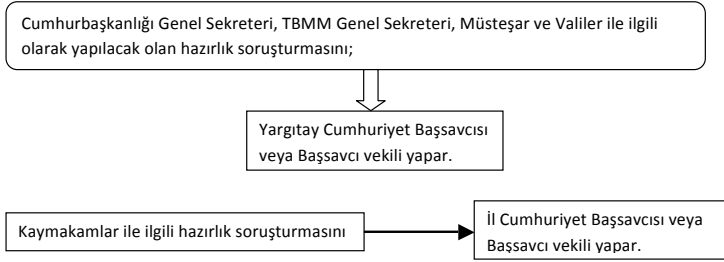 Cumhurbaşkanlığı Genel Sekreteri, TBMM Genel Sekreteri, Müsteşar ve Valiler ile ilgili
olarak yapılacak olan hazırlık soruşturmasını;
Yargıtay Cumhuriyet Başsavcısı
veya Başsavcı vekili yapar.
Kaymakamlar ile ilgili hazırlık soruşturmasını
İl Cumhuriyet Başsavcısı veya
Başsavcı vekili yapar.